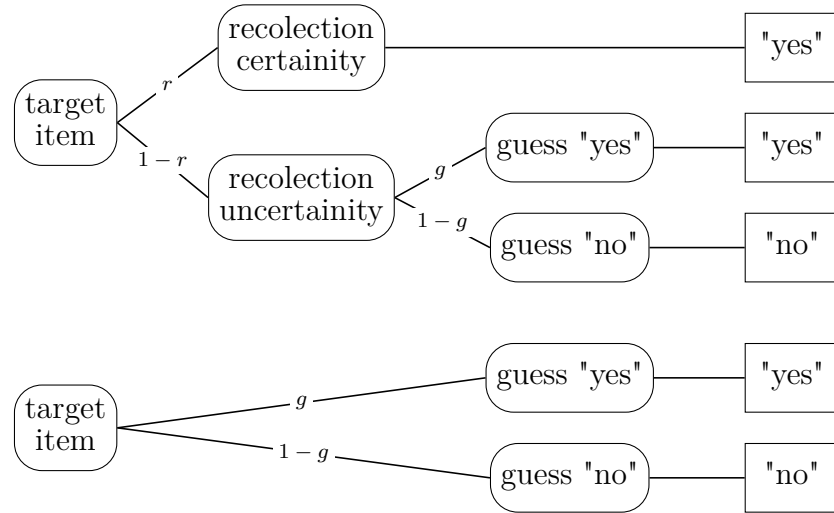 recolection
certainity
"yes"
r
target
item
1 − r
recolection
uncertainity
g
guess "yes"
"yes"
1 − g
guess "no"
"no"
target
item
g
guess "yes"
"yes"
1 − g
guess "no"
"no"